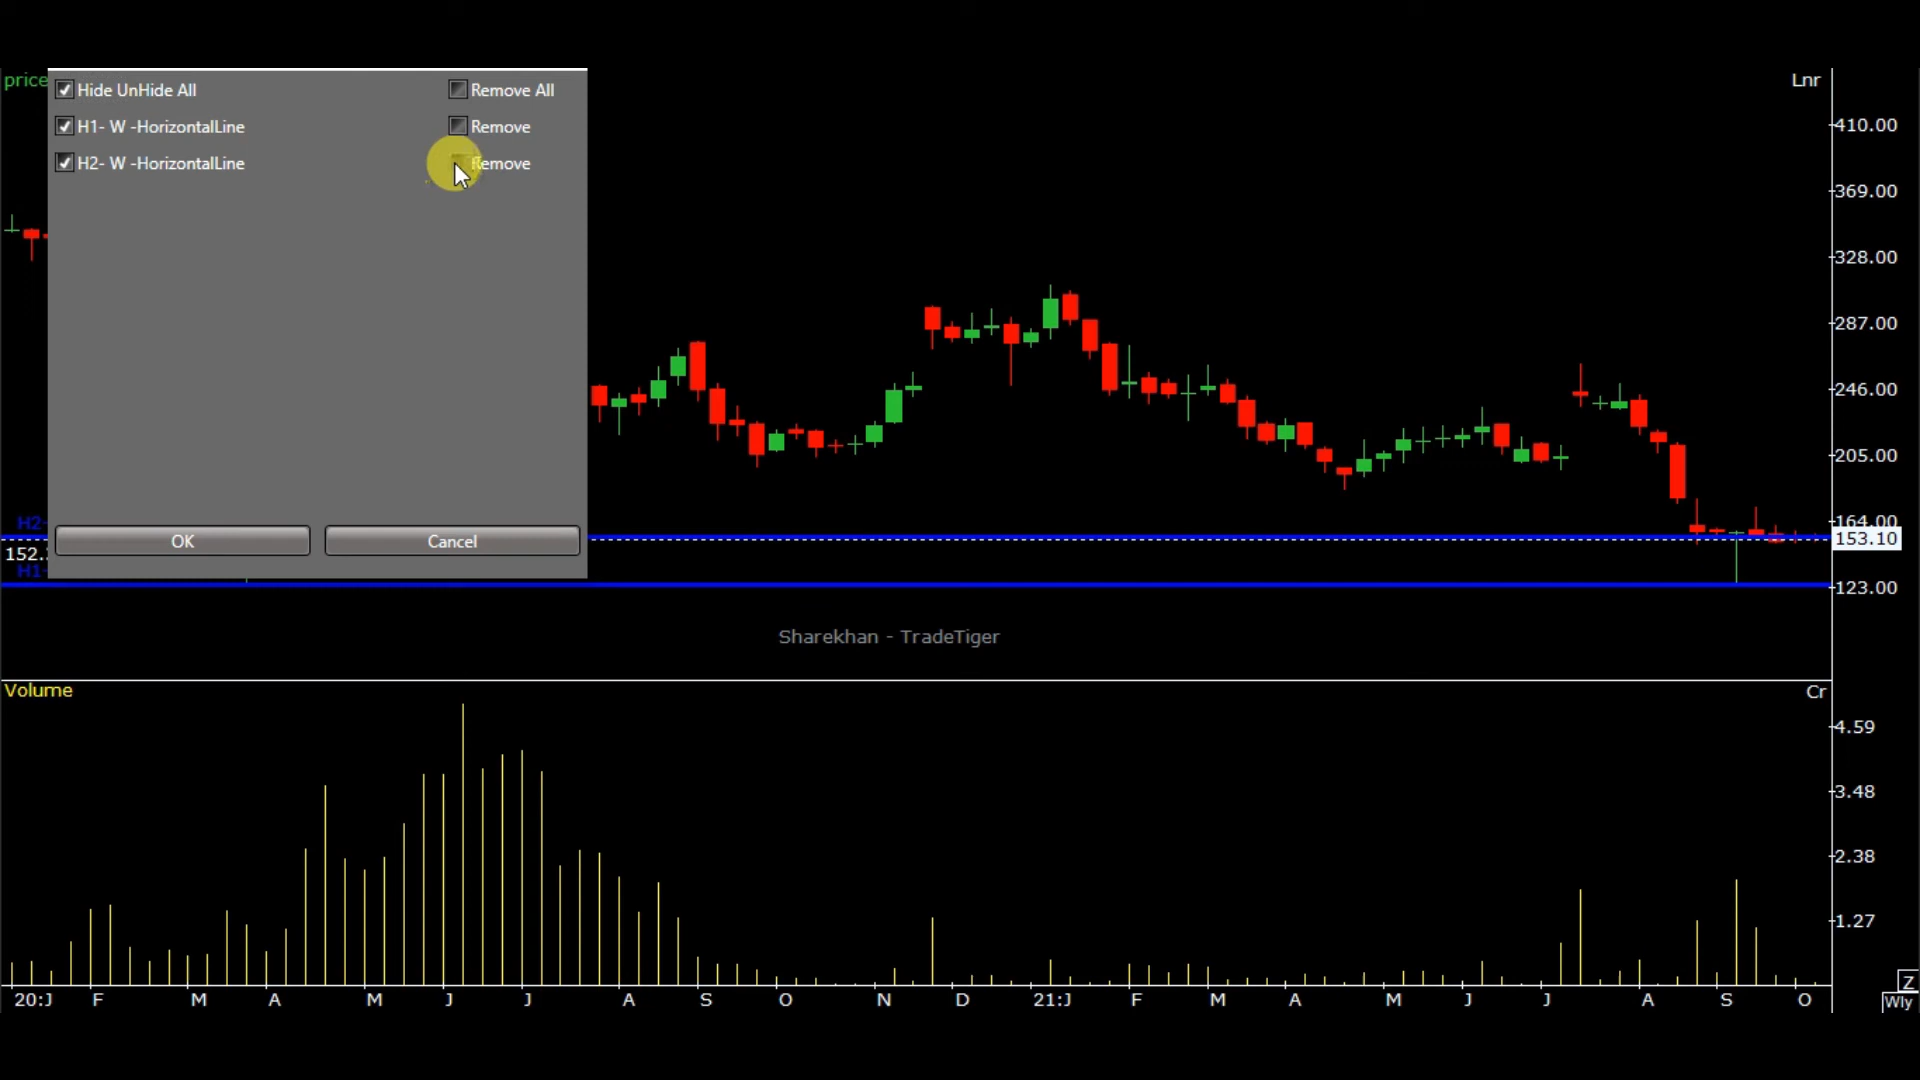 price
Hide UnHide All
Remove All
H1- W -HorizontalLine
Remove
H2- W -HorizontalLine
Remove
OK
Cancel
H2-
152.
H1-
Lnr
410.00
369.00
328.00
287.00
246.00
205.00
164.00
153.10
123.00
Sharekhan - TradeTiger
Volume
Cr
4.59
3.48
2.38
1.27
20:J F M A M J J A S O N D 21:J F M A M J J A S O
Z
Wly